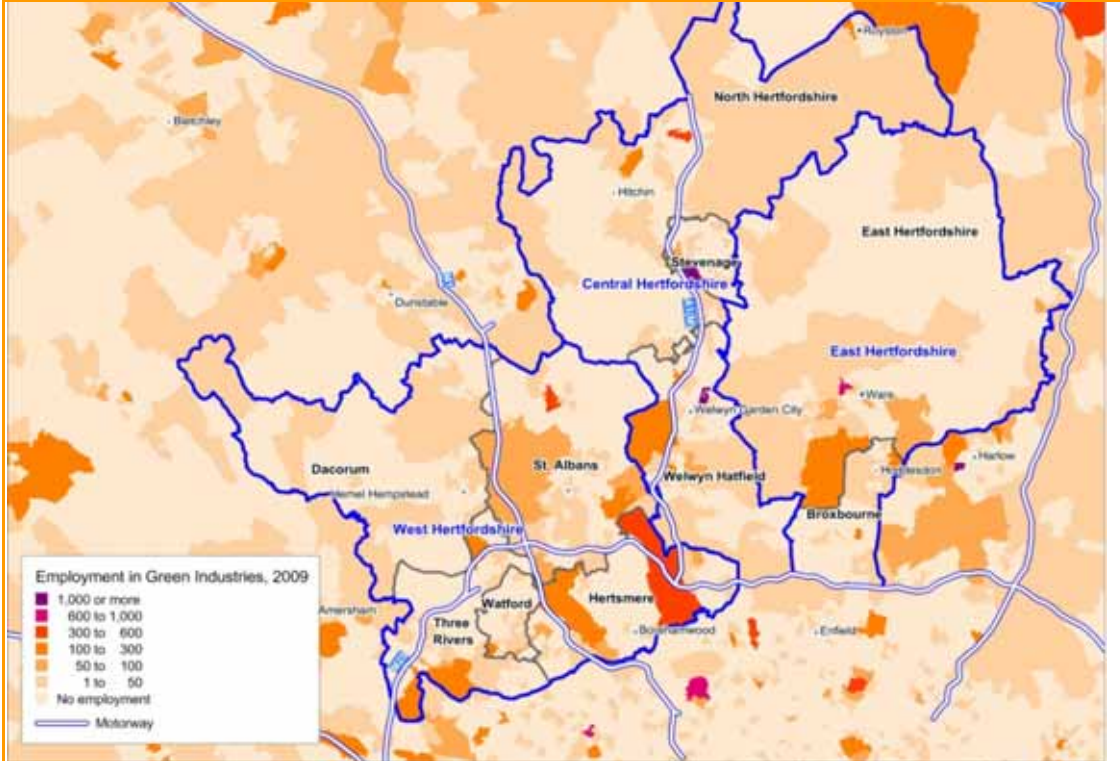 Royston
North Hertfordshire
Bletchley
Hitchin
East Hertfordshire
Stevenage
Central Hertfordshire
Dunstable
East Hertfordshire
Ware
Welwyn Garden City
Dacorum
St. Albans
Harlow
Hoddesdon
Welwyn Hatfield
Hemel Hempstead
Broxbourne
West Hertfordshire
Employment in Green Industries, 2009
1,000 or more
600 to 1,000
300 to 600
100 to 300
50 to 100
1 to 50
No employment
Motorway
Amersham
Watford
Hertsmere
Three
Rivers
Borehamwood
Enfield